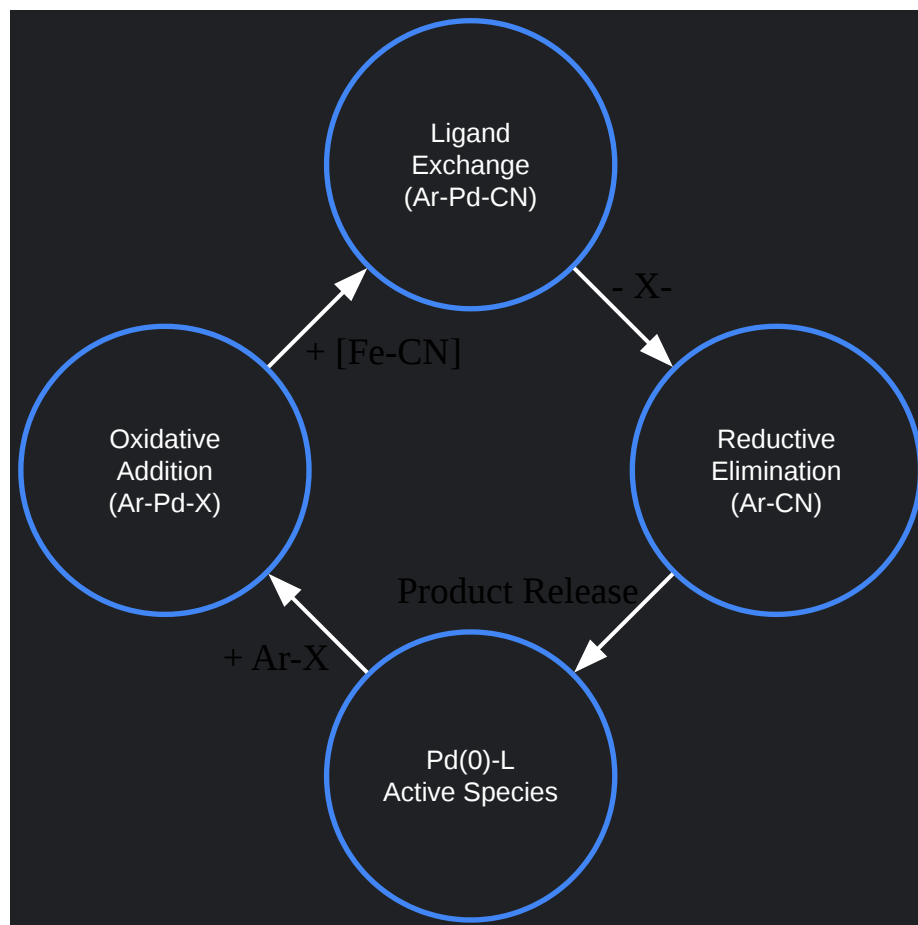 Ligand
Exchange
(Ar-Pd-CN)
- X-
+ [Fe-CN]
Oxidative
Addition
(Ar-Pd-X)
Reductive
Elimination
(Ar-CN)
Product Release
+ Ar-X
Pd(0)-L
Active Species